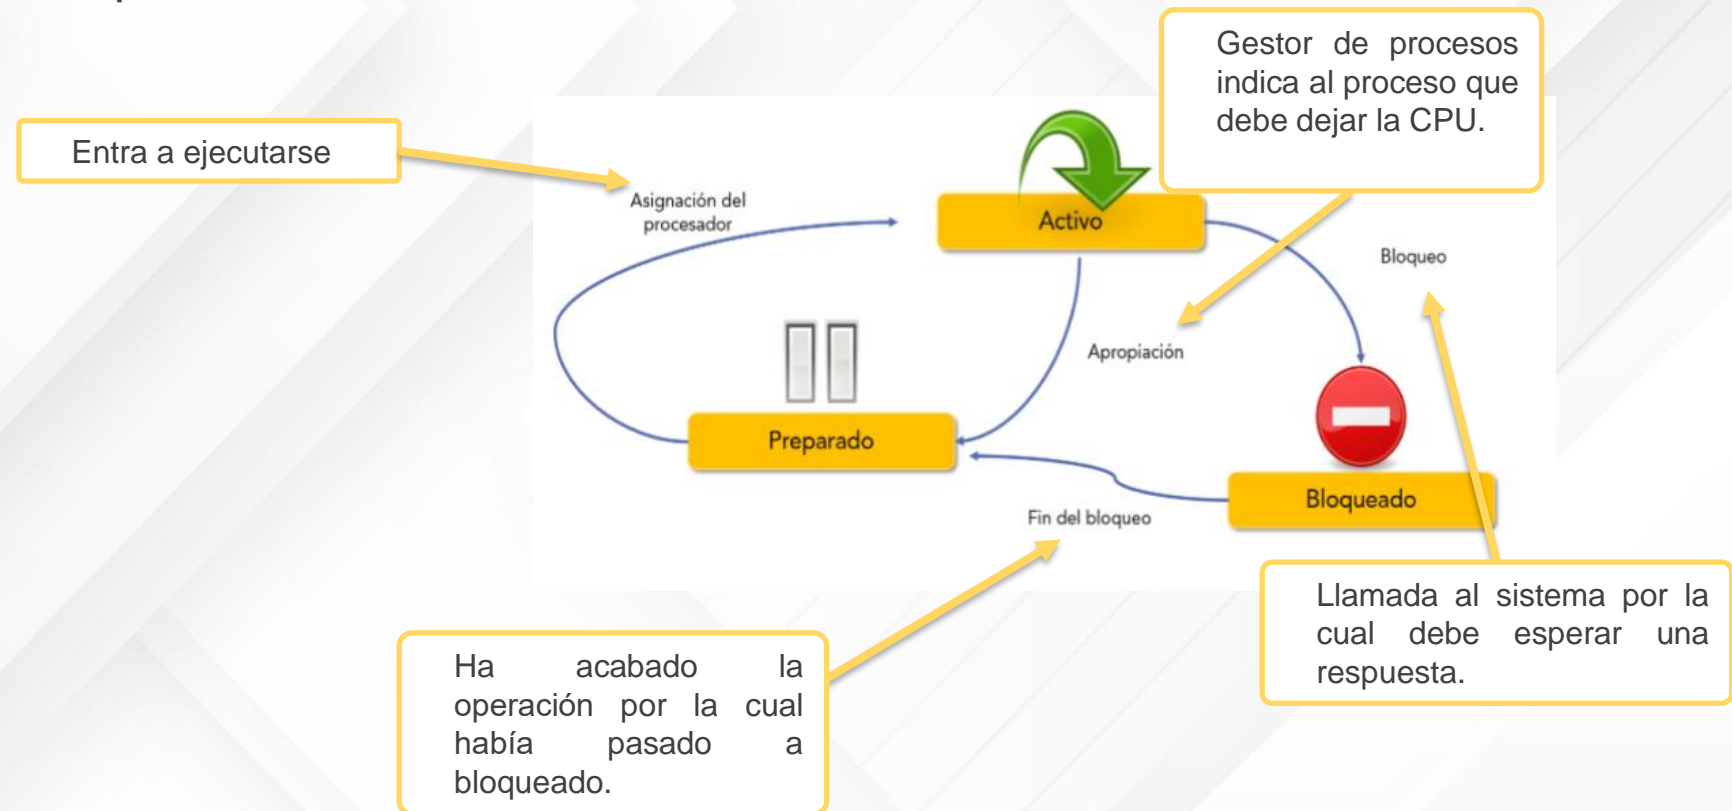 Gestor de procesos
indica al proceso que
debe dejar la CPU.
Entra a ejecutarse
Asignación del
procesador
Activo
Bloqueo
Apropiación
Preparado
Bloqueado
Fin del bloqueo
Llamada al sistema por la
cual debe esperar una
respuesta.
Ha acabado la
operación por la cual
había pasado a
bloqueado.